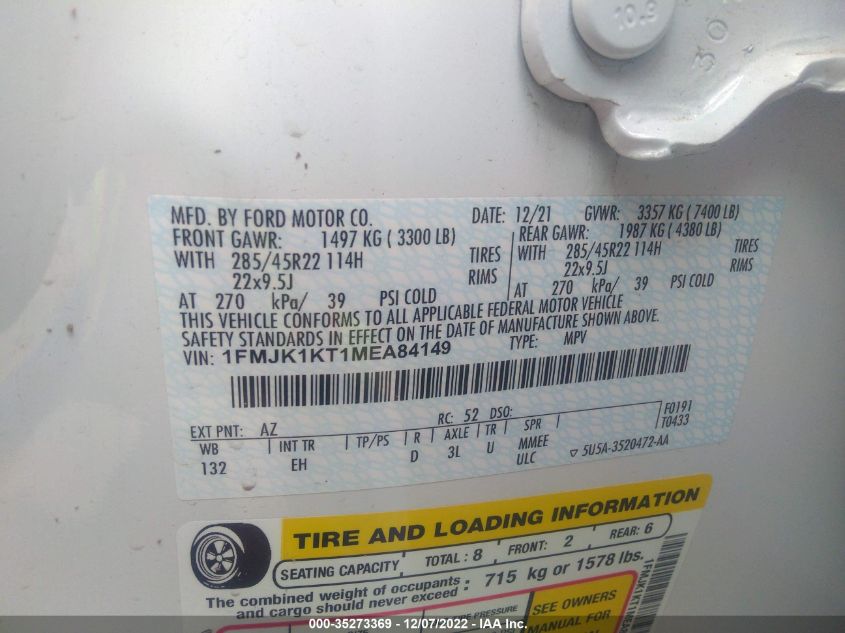 10.9
30
MFD. BY FORD MOTOR CO. DATE: 12/21 GVWR: 3357 KG ( 7400 LB)
FRONT GAWR: 1497 KG ( 3300 LB) REAR GAWR: 1987 KG ( 4380 LB)
WITH 285/45R22 114H TIRES WITH 285/45R22 114H TIRES
22x9.5J RIMS 22x9.5J RIMS
AT 270 kPa/ 39 PSI COLD AT 270 kPa/ 39 PSI COLD
THIS VEHICLE CONFORMS TO ALL APPLICABLE FEDERAL MOTOR VEHICLE
SAFETY STANDARDS IN EFFECT ON THE DATE OF MANUFACTURE SHOWN ABOVE.
VIN: 1FMJK1KT1MEA84149 TYPE: MPV
EXT PNT: AZ RC: 52 DSO: F0191
T0433
WB INT TR TP/PS R AXLE TR SPR
132 EH D 3L U MMEE
ULC 5U5A-3520472-AA
TIRE AND LOADING INFORMATION
SEATING CAPACITY TOTAL: 8 FRONT: 2 REAR: 6
The combined weight of occupants and cargo should never exceed: 715 kg or 1578 lbs.
PRESSURE SEE OWNERS
MANUAL FOR
000-35273369 - 12/07/2022 - IAA Inc.